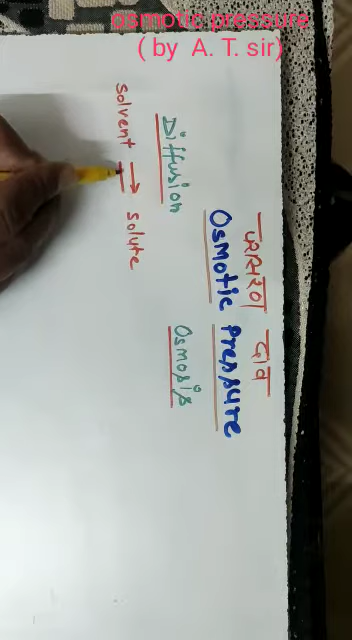 osmotic pressure
( by A. T. sir)
परासरण दाव
Osmotic Pressure
Diffusion Osmosis
Solvent → Solute